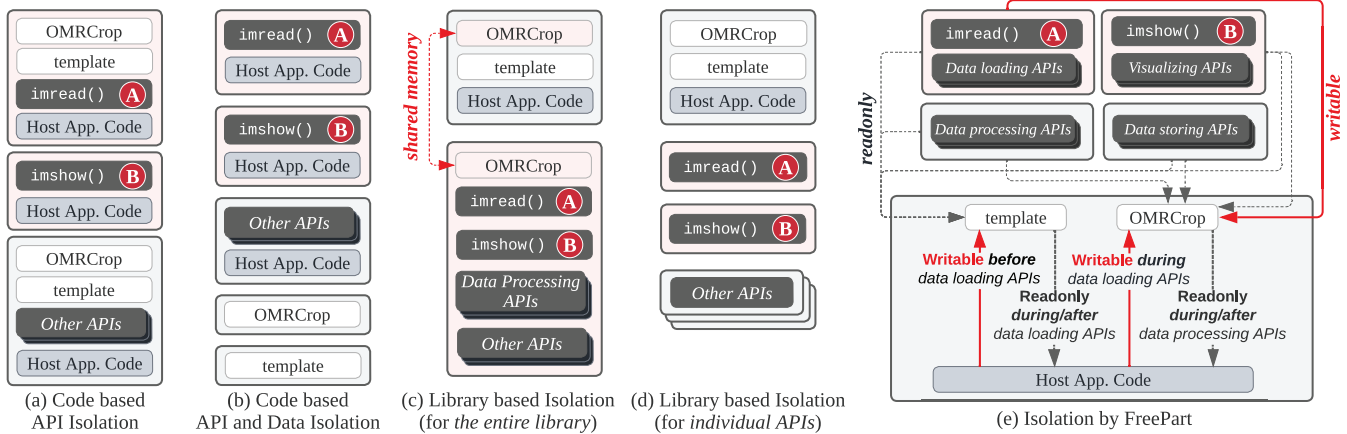 OMRCrop
template
imread() A
Host App. Code
imshow() B
Host App. Code
OMRCrop
template
Other APIs
Host App. Code
(a) Code based
API Isolation
imread() A
Host App. Code
imshow() B
Host App. Code
Other APIs
Host App. Code
OMRCrop
template
(b) Code based
API and Data Isolation
shared memory
OMRCrop
template
Host App. Code
OMRCrop
imread() A
imshow() B
Data Processing
APIs
Other APIs
(c) Library based Isolation
(for the entire library)
OMRCrop
template
Host App. Code
imread() A
imshow() B
Other APIs
(d) Library based Isolation
(for individual APIs)
imread() A
Data loading APIs
imshow() B
Visualizing APIs
readonly
writable
Data processing APIs
Data storing APIs
template
OMRCrop
Writable before
data loading APIs
Writable during
data loading APIs
Readonly
during/after
data loading APIs
Readonly
during/after
data processing APIs
Host App. Code
(e) Isolation by FreePart